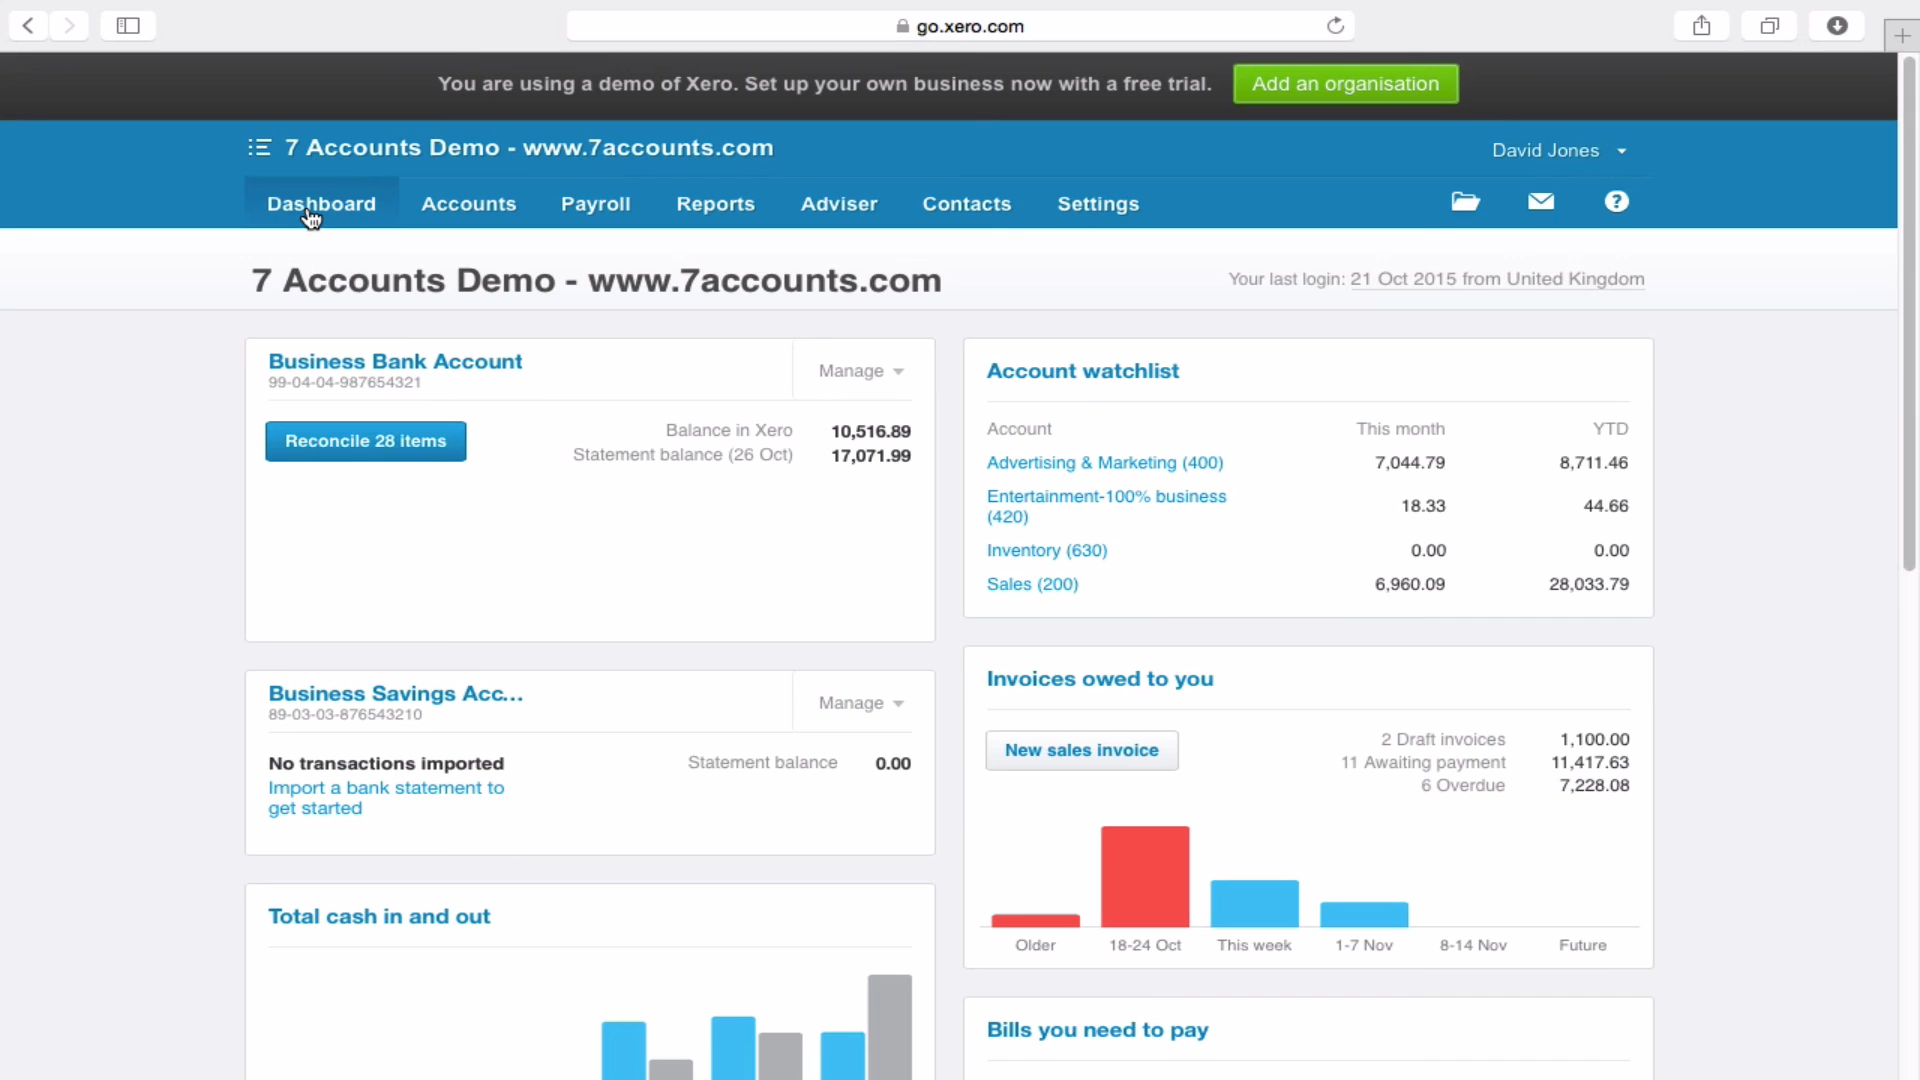 go.xero.com
You are using a demo of Xero. Set up your own business now with a free trial.
Add an organisation
7 Accounts Demo - www.7accounts.com
David Jones
Dashboard
Accounts
Payroll
Reports
Adviser
Contacts
Settings
?
7 Accounts Demo - www.7accounts.com
Your last login: 21 Oct 2015 from United Kingdom
Business Bank Account
99-04-04-987654321
Manage
Reconcile 28 items
Balance in Xero 10,516.89
Statement balance (26 Oct) 17,071.99
Business Savings Acc...
89-03-03-876543210
Manage
No transactions imported
Import a bank statement to
get started
Statement balance 0.00
Total cash in and out
Account watchlist
Account This month YTD
Advertising & Marketing (400) 7,044.79 8,711.46
Entertainment-100% business
(420) 18.33 44.66
Inventory (630) 0.00 0.00
Sales (200) 6,960.09 28,033.79
Invoices owed to you
New sales invoice
2 Draft invoices 1,100.00
11 Awaiting payment 11,417.63
6 Overdue 7,228.08
Older 18-24 Oct This week 1-7 Nov 8-14 Nov Future
Bills you need to pay